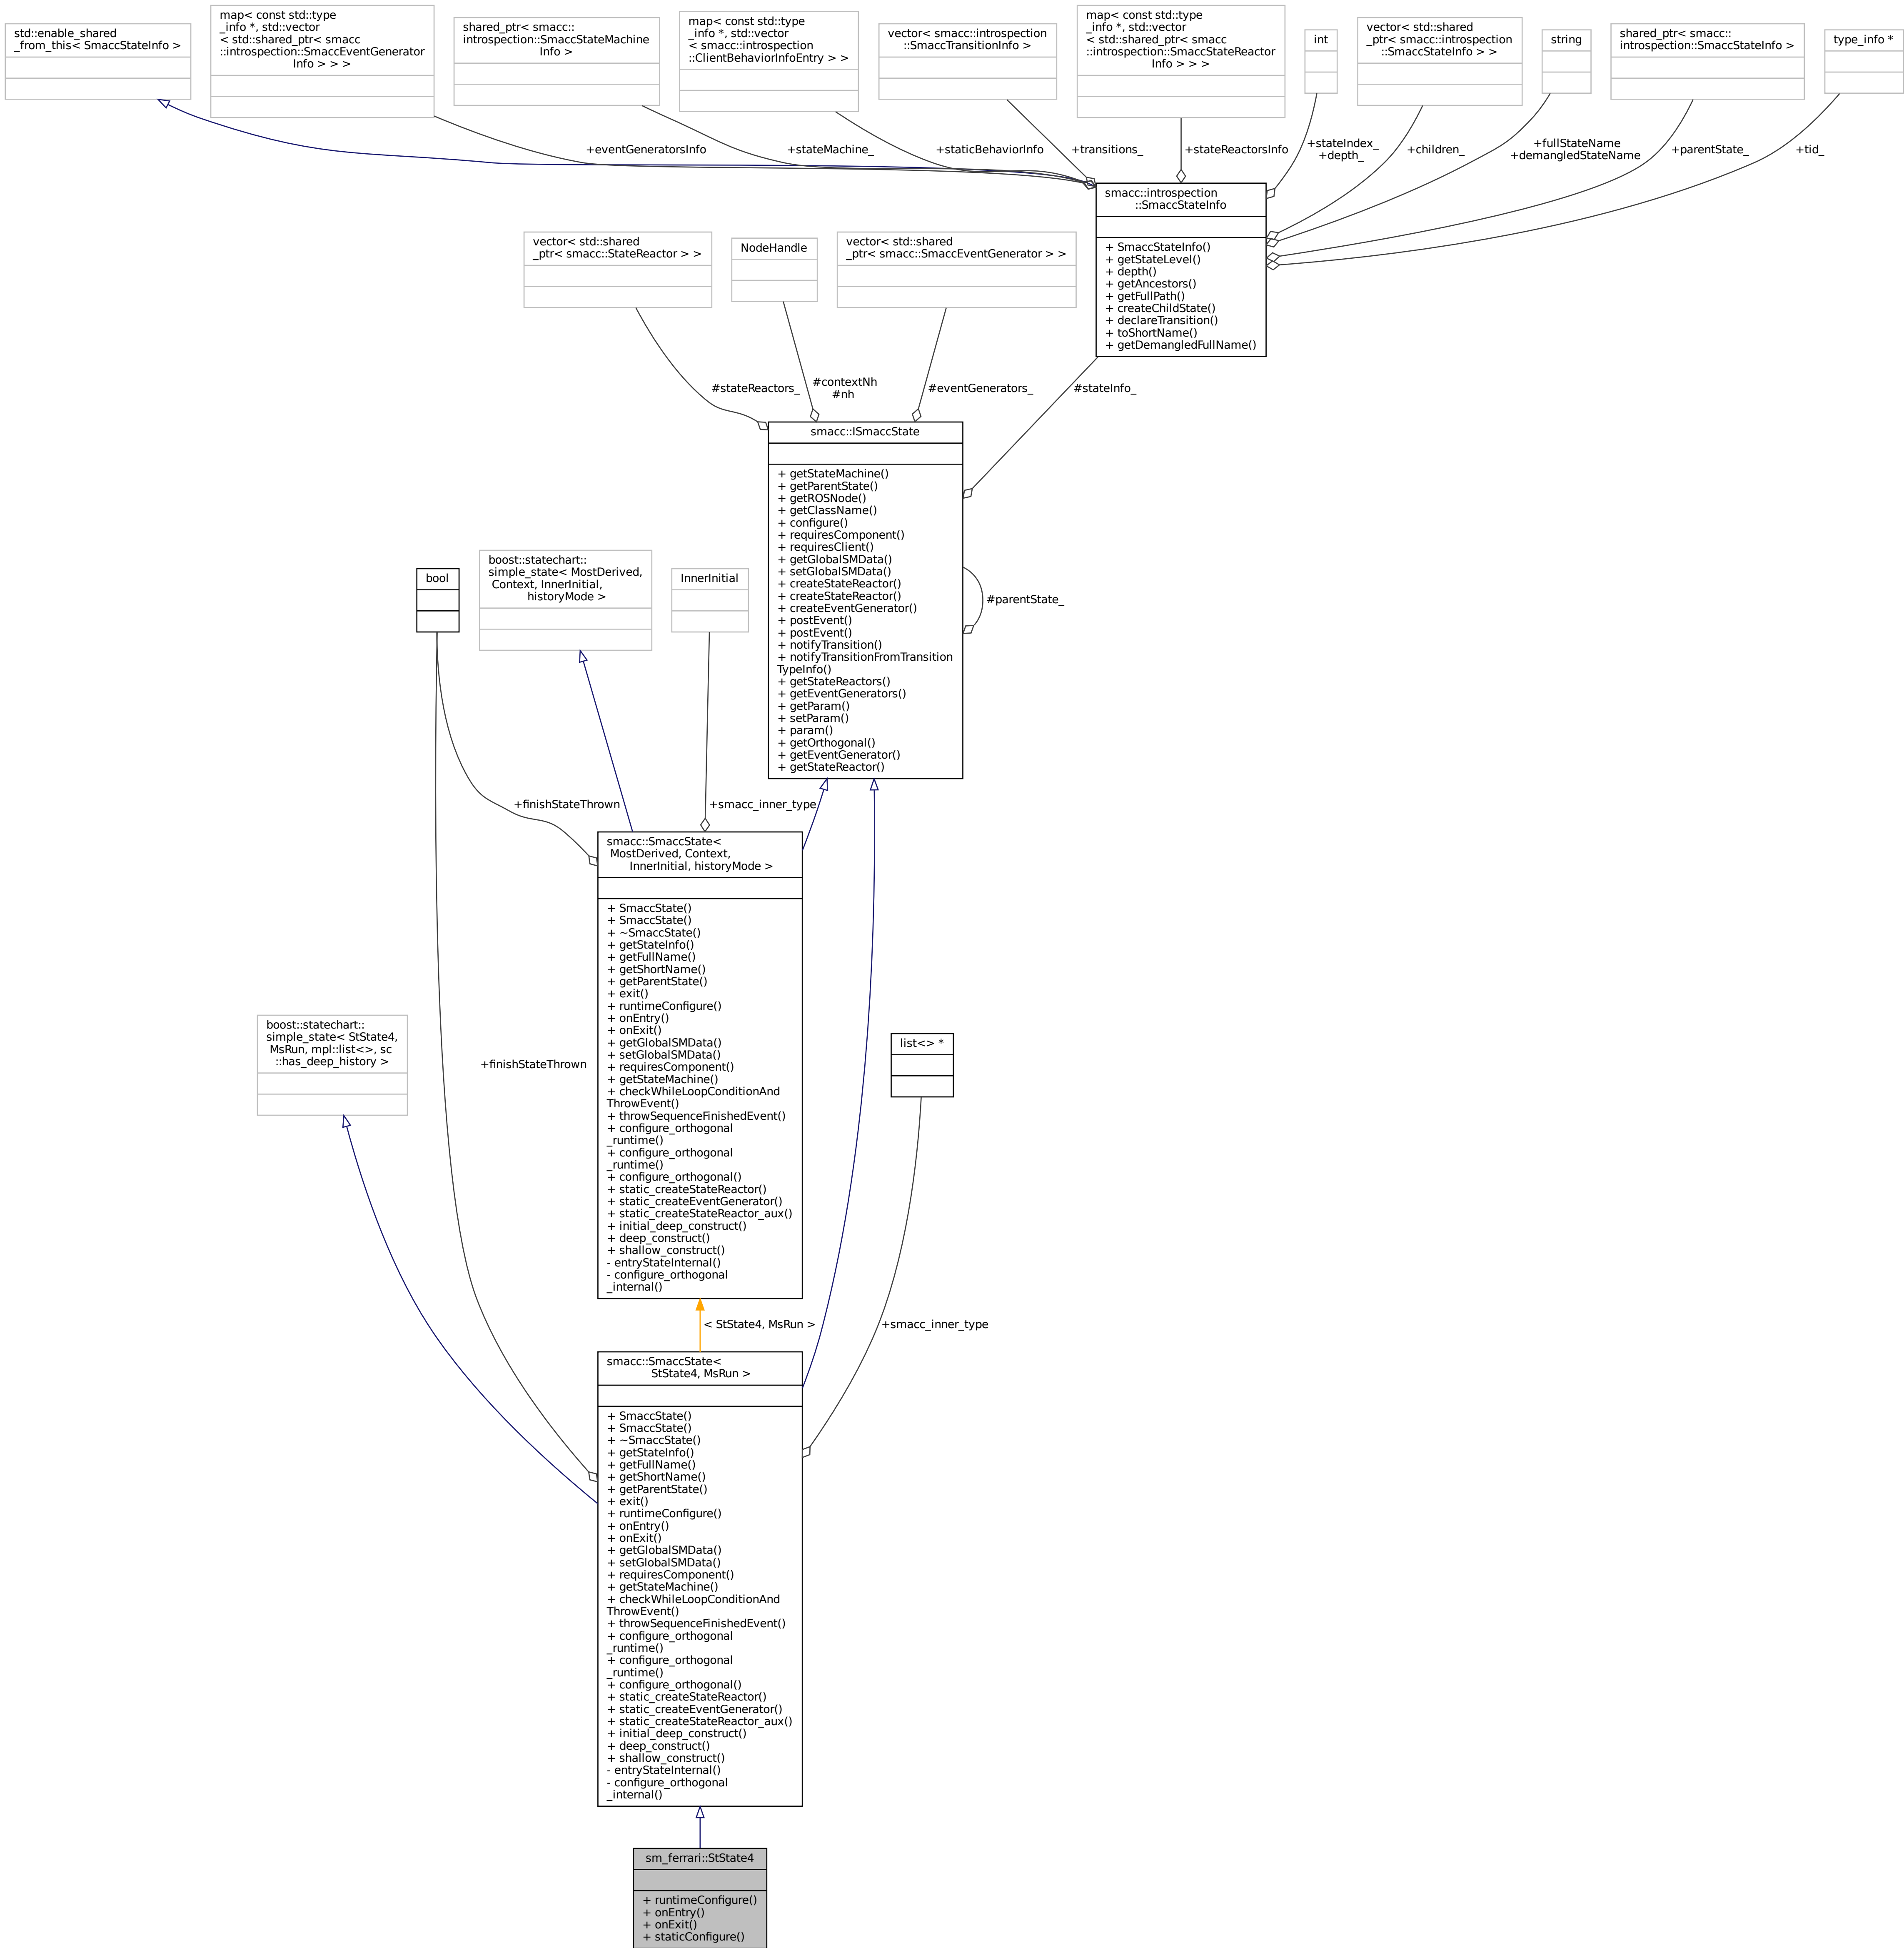 std::enable_shared
_from_this< SmaccStateInfo >
map< const std::type
_info *, std::vector
< std::shared_ptr< smacc
::introspection::SmaccEventGenerator
Info > > >
shared_ptr< smacc::
introspection::SmaccStateMachine
Info >
map< const std::type
_info *, std::vector
< smacc::introspection
::ClientBehaviorInfoEntry > >
vector< smacc::introspection
::SmaccTransitionInfo >
map< const std::type
_info *, std::vector
< std::shared_ptr< smacc
::introspection::SmaccStateReactor
Info > > >
int
vector< std::shared
_ptr< smacc::introspection
::SmaccStateInfo > >
string
shared_ptr< smacc::
introspection::SmaccStateInfo >
type_info *
+eventGeneratorsInfo
+stateMachine_
+staticBehaviorInfo
+transitions_
+stateReactorsInfo
+stateIndex_
+depth_
+children_
+fullStateName
+demangledStateName
+parentState_
+tid_
smacc::introspection
::SmaccStateInfo
+ SmaccStateInfo()
+ getStateLevel()
+ depth()
+ getAncestors()
+ getFullPath()
+ createChildState()
+ declareTransition()
+ toShortName()
+ getDemangledFullName()
vector< std::shared
_ptr< smacc::StateReactor > >
NodeHandle
vector< std::shared
_ptr< smacc::SmaccEventGenerator > >
#stateReactors_
#contextNh
#nh
#eventGenerators_
#stateInfo_
smacc::ISmaccState
+ getStateMachine()
+ getParentState()
+ getROSNode()
+ getClassName()
+ configure()
+ requiresComponent()
+ requiresClient()
+ getGlobalSMData()
+ setGlobalSMData()
+ createStateReactor()
+ createStateReactor()
+ createEventGenerator()
+ postEvent()
+ postEvent()
+ notifyTransition()
+ notifyTransitionFromTransition
TypeInfo()
+ getStateReactors()
+ getEventGenerators()
+ getParam()
+ setParam()
+ param()
+ getOrthogonal()
+ getEventGenerator()
+ getStateReactor()
#parentState_
bool
boost::statechart::
simple_state< MostDerived,
Context, InnerInitial,
historyMode >
InnerInitial
+finishStateThrown
+smacc_inner_type
smacc::SmaccState<
MostDerived, Context,
InnerInitial, historyMode >
+ SmaccState()
+ SmaccState()
+ ~SmaccState()
+ getStateInfo()
+ getFullName()
+ getShortName()
+ getParentState()
+ exit()
+ runtimeConfigure()
+ onEntry()
+ onExit()
+ getGlobalSMData()
+ setGlobalSMData()
+ requiresComponent()
+ getStateMachine()
+ checkWhileLoopConditionAnd
ThrowEvent()
+ throwSequenceFinishedEvent()
+ configure_orthogonal
_runtime()
+ configure_orthogonal
_runtime()
+ configure_orthogonal()
+ static_createStateReactor()
+ static_createEventGenerator()
+ static_createStateReactor_aux()
+ initial_deep_construct()
+ deep_construct()
+ shallow_construct()
- entryStateInternal()
- configure_orthogonal
_internal()
boost::statechart::
simple_state< StState4,
MsRun, mpl::list<>, sc
::has_deep_history >
+finishStateThrown
list<> *
< StState4, MsRun >
+smacc_inner_type
smacc::SmaccState<
StState4, MsRun >
+ SmaccState()
+ SmaccState()
+ ~SmaccState()
+ getStateInfo()
+ getFullName()
+ getShortName()
+ getParentState()
+ exit()
+ runtimeConfigure()
+ onEntry()
+ onExit()
+ getGlobalSMData()
+ setGlobalSMData()
+ requiresComponent()
+ getStateMachine()
+ checkWhileLoopConditionAnd
ThrowEvent()
+ throwSequenceFinishedEvent()
+ configure_orthogonal
_runtime()
+ configure_orthogonal
_runtime()
+ configure_orthogonal()
+ static_createStateReactor()
+ static_createEventGenerator()
+ static_createStateReactor_aux()
+ initial_deep_construct()
+ deep_construct()
+ shallow_construct()
- entryStateInternal()
- configure_orthogonal
_internal()
sm_ferrari::StState4
+ runtimeConfigure()
+ onEntry()
+ onExit()
+ staticConfigure()